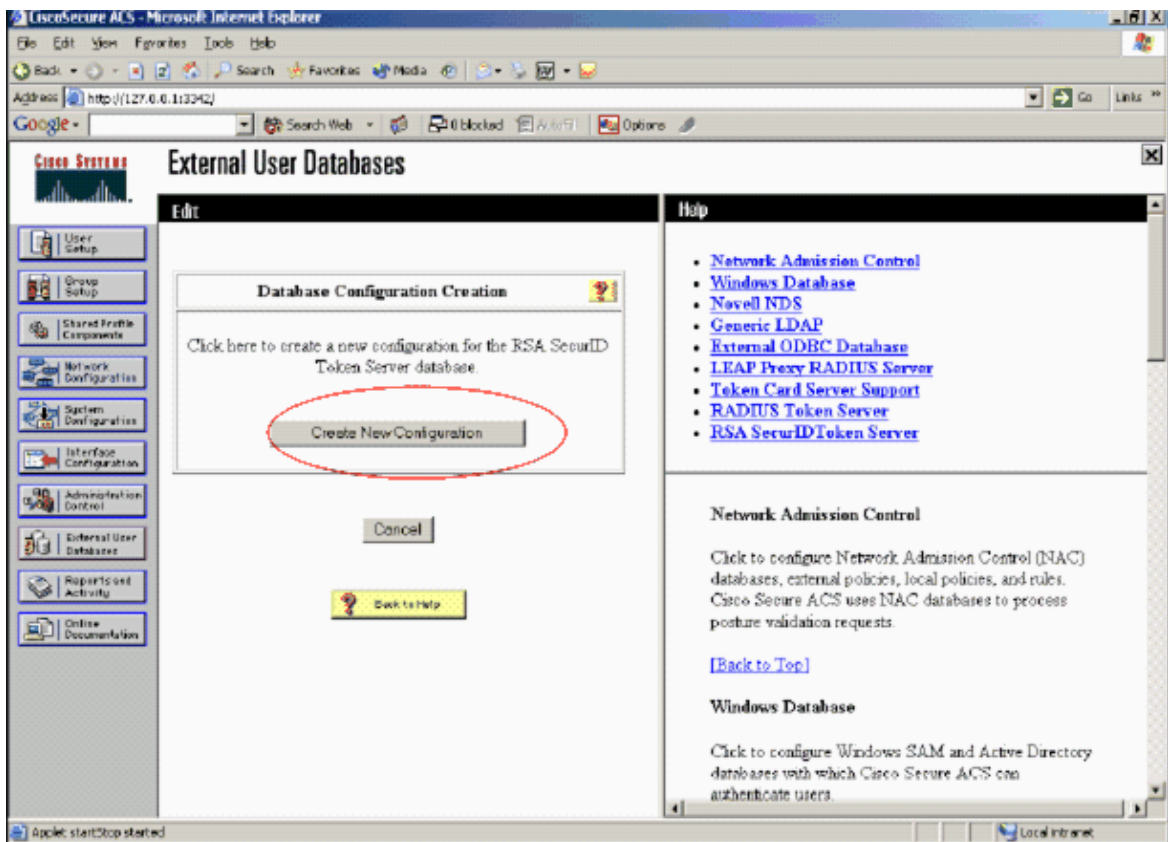 CiscoSecure ACS - Microsoft Internet Explorer
File Edit View Favorites Tools Help
Back Search Favorites Media
Address http://127.0.0.1:3342/ Go Links »
Google Search Web 0 blocked AutoFill Options
CISCO SYSTEMS
External User Databases
Edit
User Setup
Group Setup
Shared Profile Components
Network Configuration
System Configuration
Interface Configuration
Administration Control
External User Databases
Reports and Activity
Online Documentation
Database Configuration Creation
Click here to create a new configuration for the RSA SecurID
Token Server database.
Create New Configuration
Cancel
Back to Help
Help
Network Admission Control
Windows Database
Novell NDS
Generic LDAP
External ODBC Database
LEAP Proxy RADIUS Server
Token Card Server Support
RADIUS Token Server
RSA SecurIDToken Server
Network Admission Control
Click to configure Network Admission Control (NAC)
databases, external policies, local policies, and rules.
Cisco Secure ACS uses NAC databases to process
posture validation requests.
[Back to Top]
Windows Database
Click to configure Windows SAM and Active Directory
databases with which Cisco Secure ACS can
authenticate users.
Applet startStop started
Local intranet